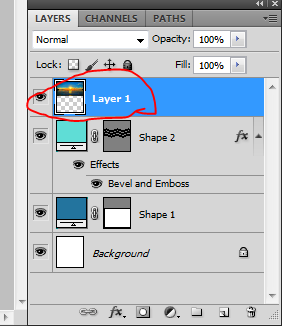 LAYERS CHANNELS PATHS
Normal Opacity: 100%
Lock: Fill: 100%
Layer 1
Shape 2 fx
Effects
Bevel and Emboss
Shape 1
Background
fx.